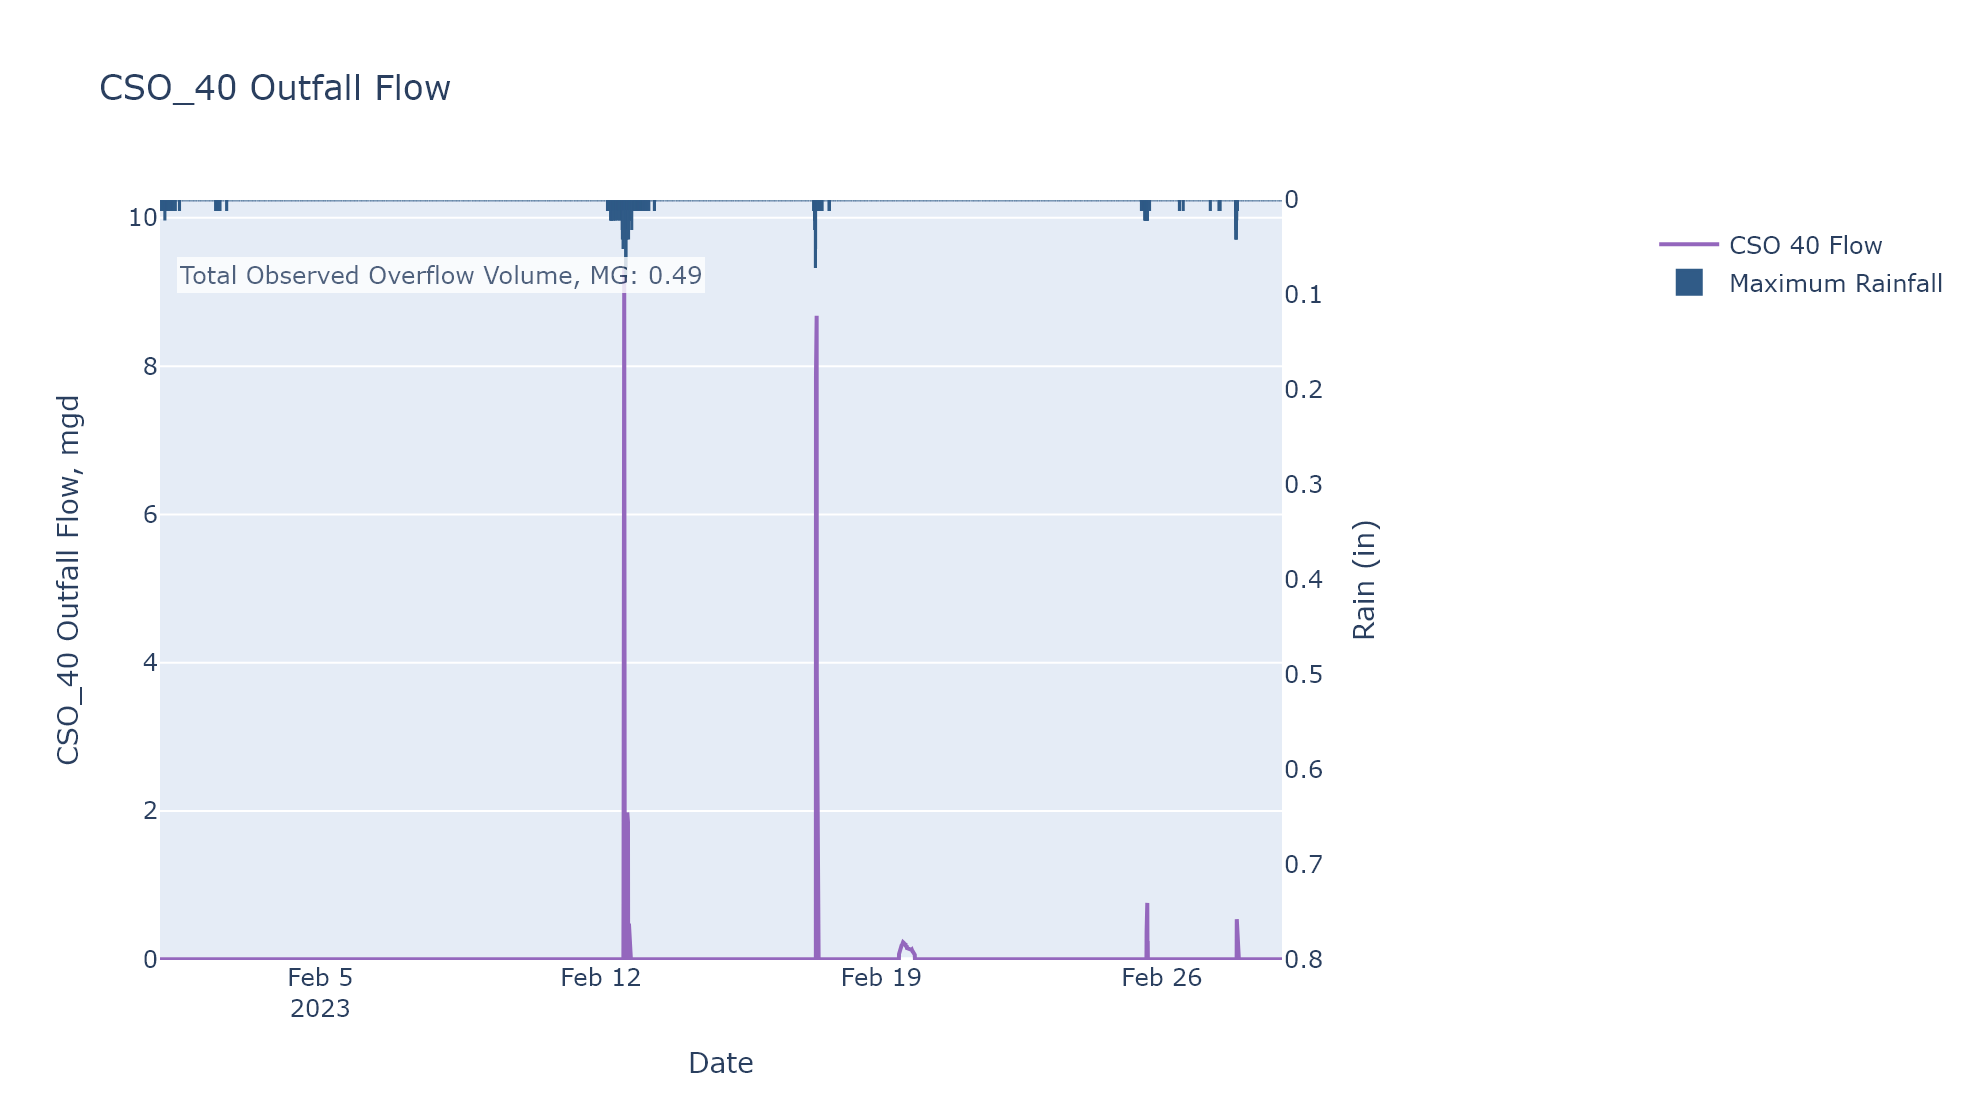 CSO_40 Outfall Flow
10
8
6
4
2
0
CSO_40 Outfall Flow, mgd
Total Observed Overflow Volume, MG: 0.49
0
0.1
0.2
0.3
0.4
0.5
0.6
0.7
0.8
Rain (in)
CSO 40 Flow
Maximum Rainfall
Feb 5
2023
Feb 12
Feb 19
Feb 26
Date